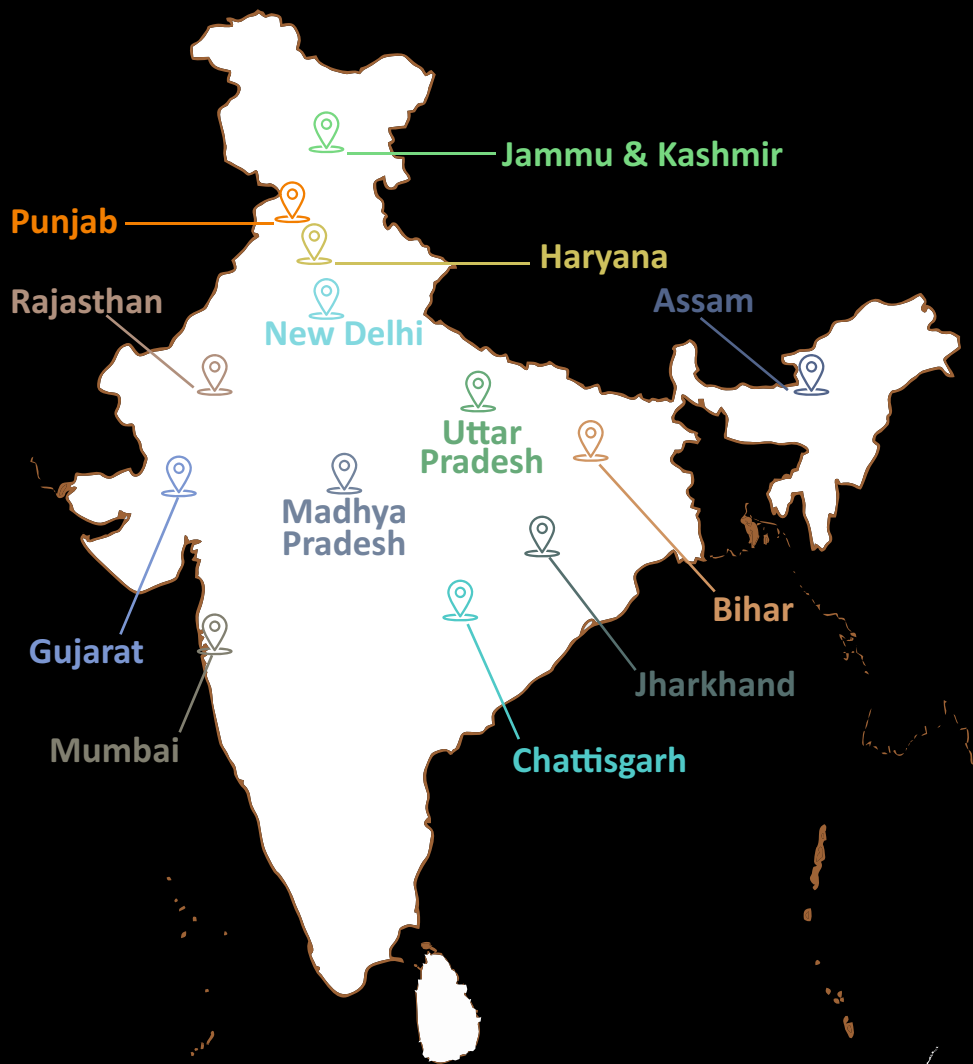 Jammu & Kashmir
Punjab
Haryana
Rajasthan
Assam
New Delhi
Uttar
Pradesh
Madhya
Pradesh
Bihar
Gujarat
Jharkhand
Mumbai
Chattisgarh